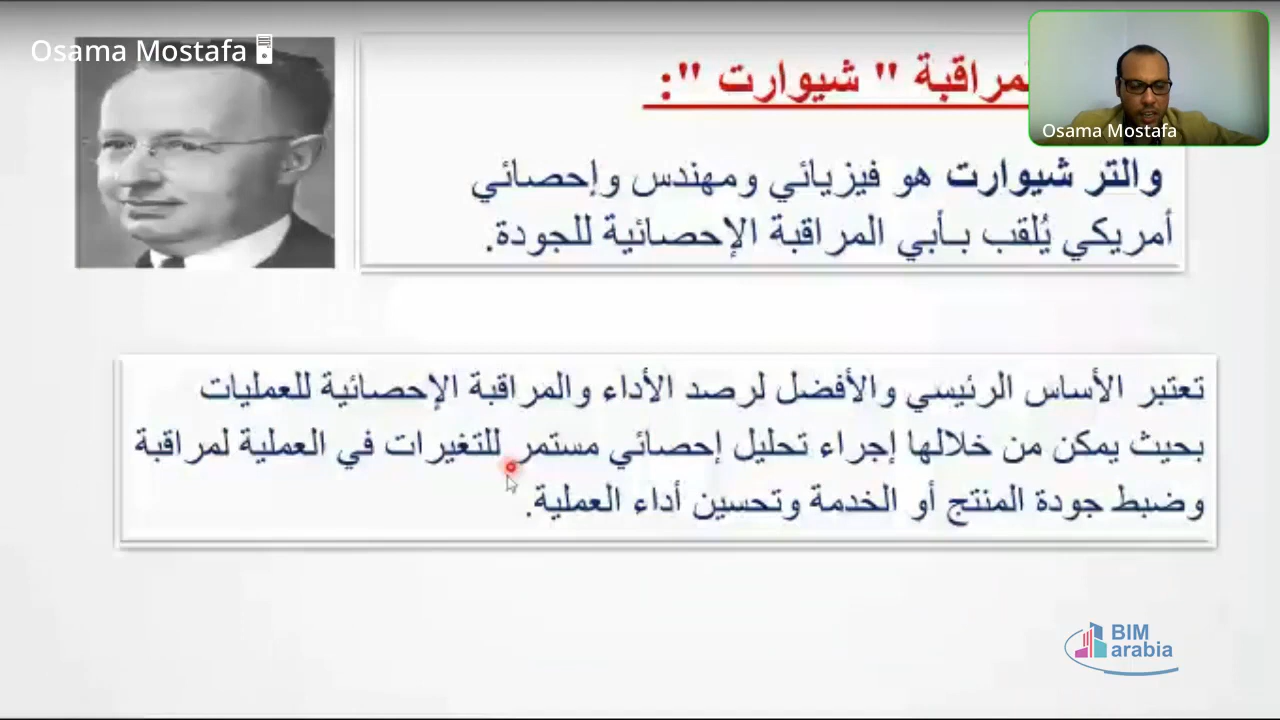 Osama Mostafa
لمراقبة " شيوارت ":
Osama Mostafa
والتر شيوارت هو فيزيائي ومهندس وإحصائي
أمريكي يُلقب بـأبي المراقبة الإحصائية للجودة.
تعتبر الأساس الرئيسي والأفضل لرصد الأداء والمراقبة الإحصائية للعمليات
بحيث يمكن من خلالها إجراء تحليل إحصائي مستمر للتغيرات في العملية لمراقبة
وضبط جودة المنتج أو الخدمة وتحسين أداء العملية.
BIM
arabia